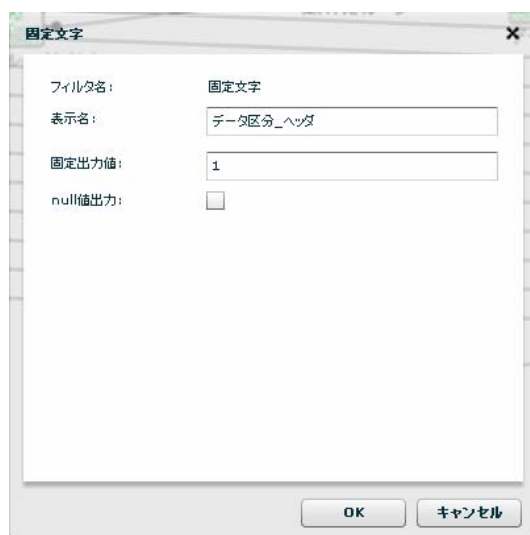 固定文字
フィルタ名: 固定文字
表示名: データ区分_ヘッダ
固定出力値: 1
null値出力:
OK キャンセル